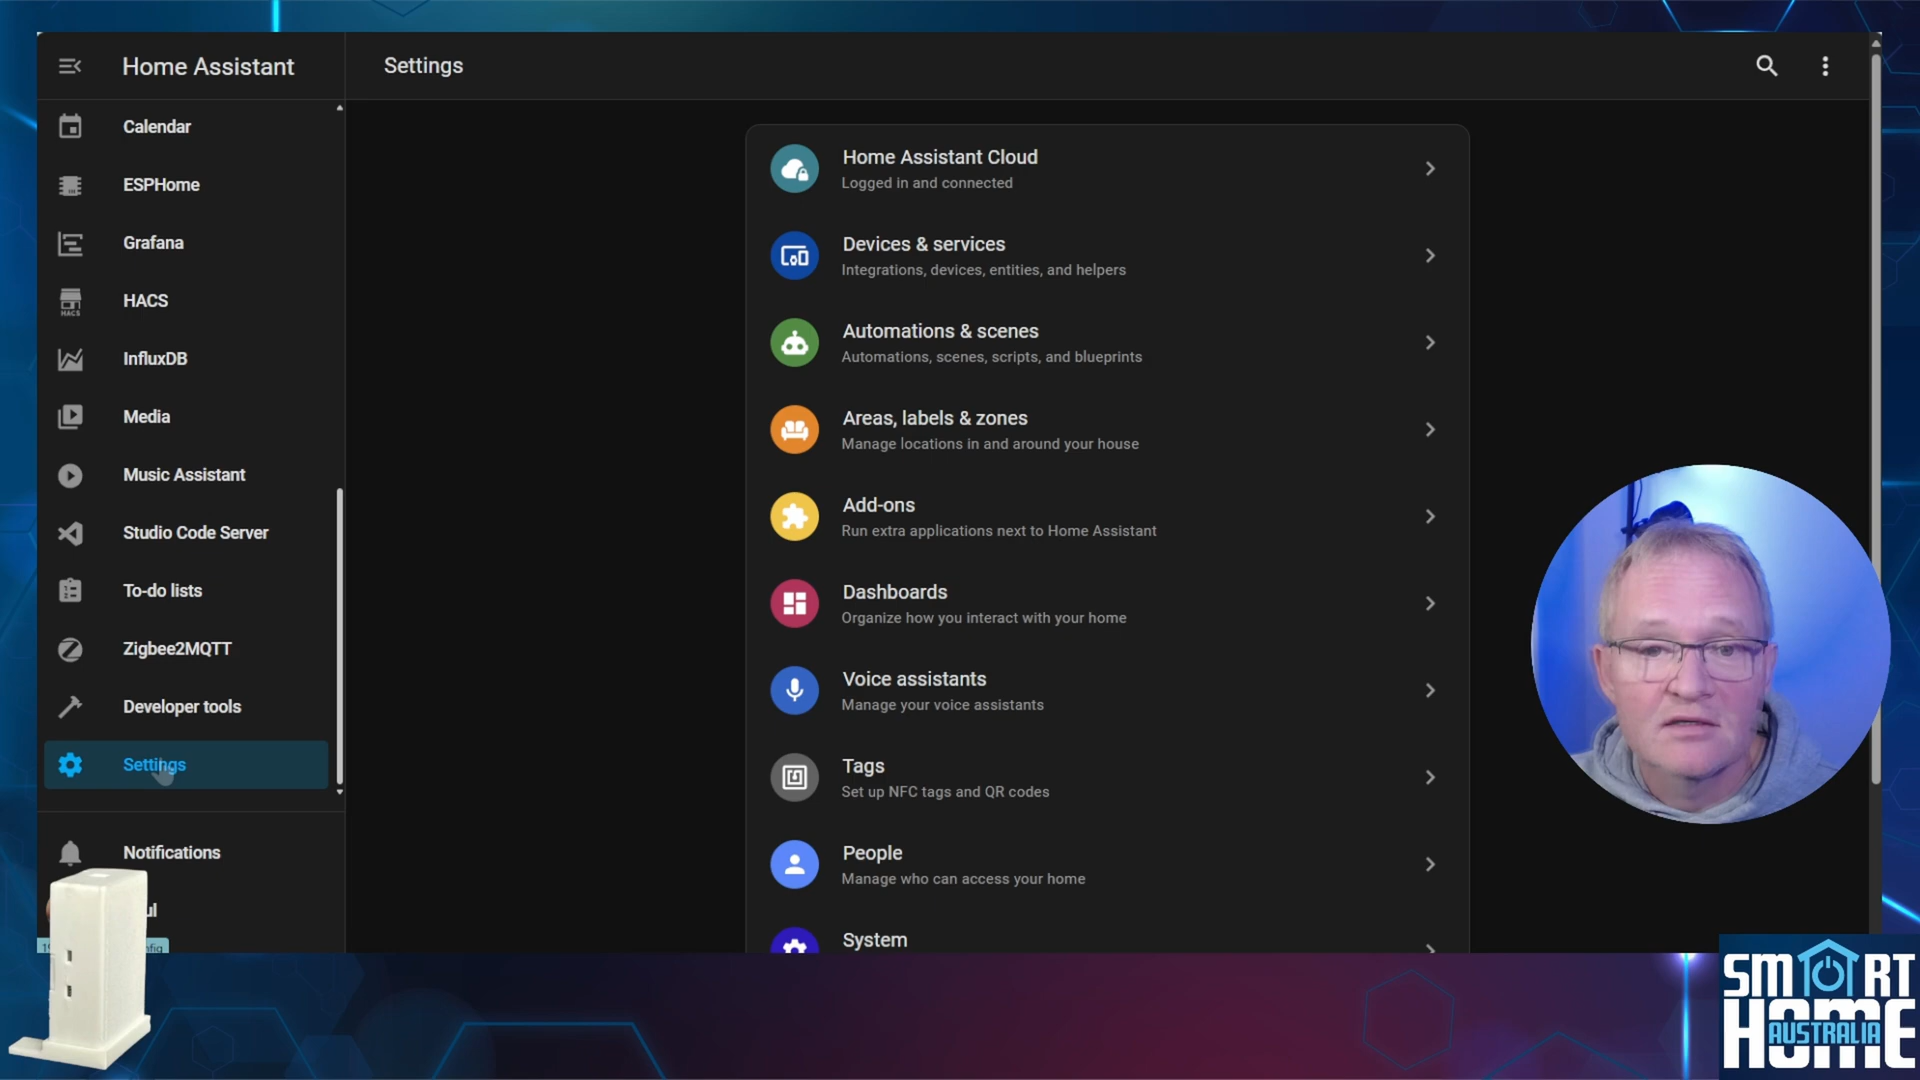 Home Assistant
Settings
Calendar
ESPHome
Grafana
HACS
HACS
InfluxDB
Media
Music Assistant
Studio Code Server
To-do lists
Zigbee2MQTT
Developer tools
Settings
Notifications
ul
19
nfig
Home Assistant Cloud
Logged in and connected
Devices & services
Integrations, devices, entities, and helpers
Automations & scenes
Automations, scenes, scripts, and blueprints
Areas, labels & zones
Manage locations in and around your house
Add-ons
Run extra applications next to Home Assistant
Dashboards
Organize how you interact with your home
Voice assistants
Manage your voice assistants
Tags
Set up NFC tags and QR codes
People
Manage who can access your home
System
SMART
HOME
AUSTRALIA